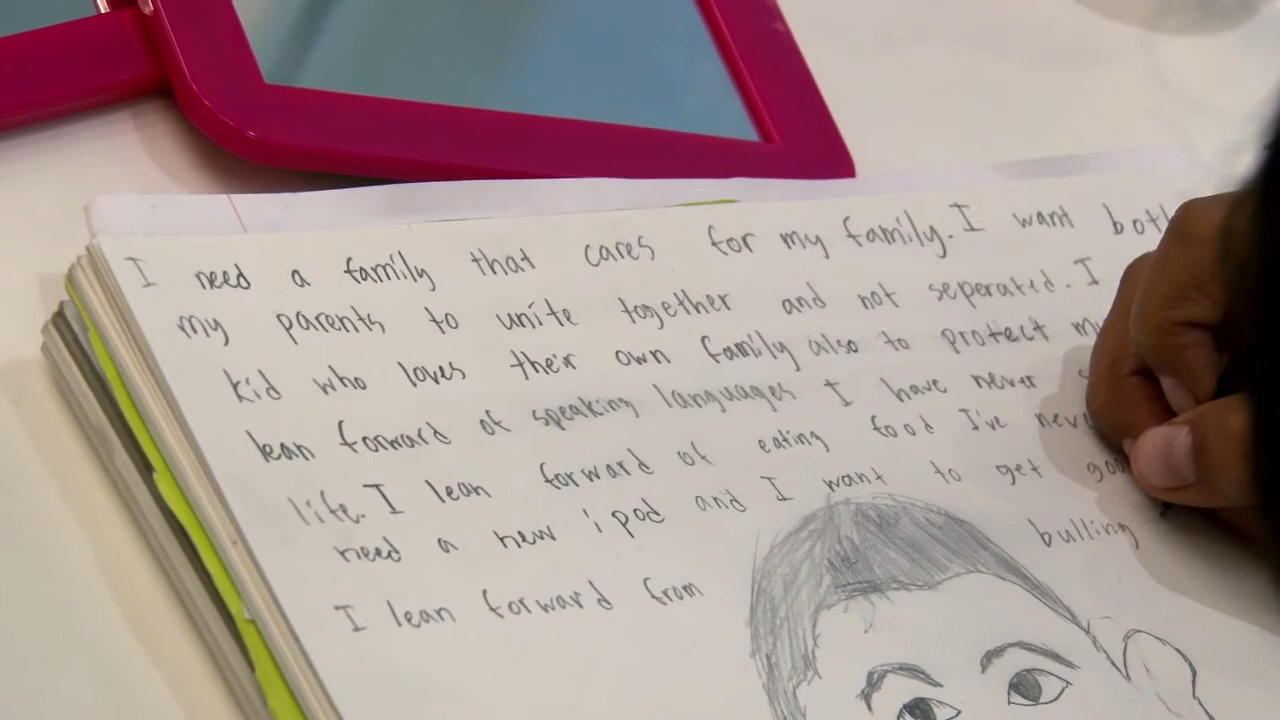 I need a family that cares for my family. I want both
my parents to unite together and not seperated. I
kid who loves their own family also to protect my
lean forward of speaking languages I have never
life. I lean forward of eating food I've never
need a new ipod and I want to get good
I lean forward from bulling